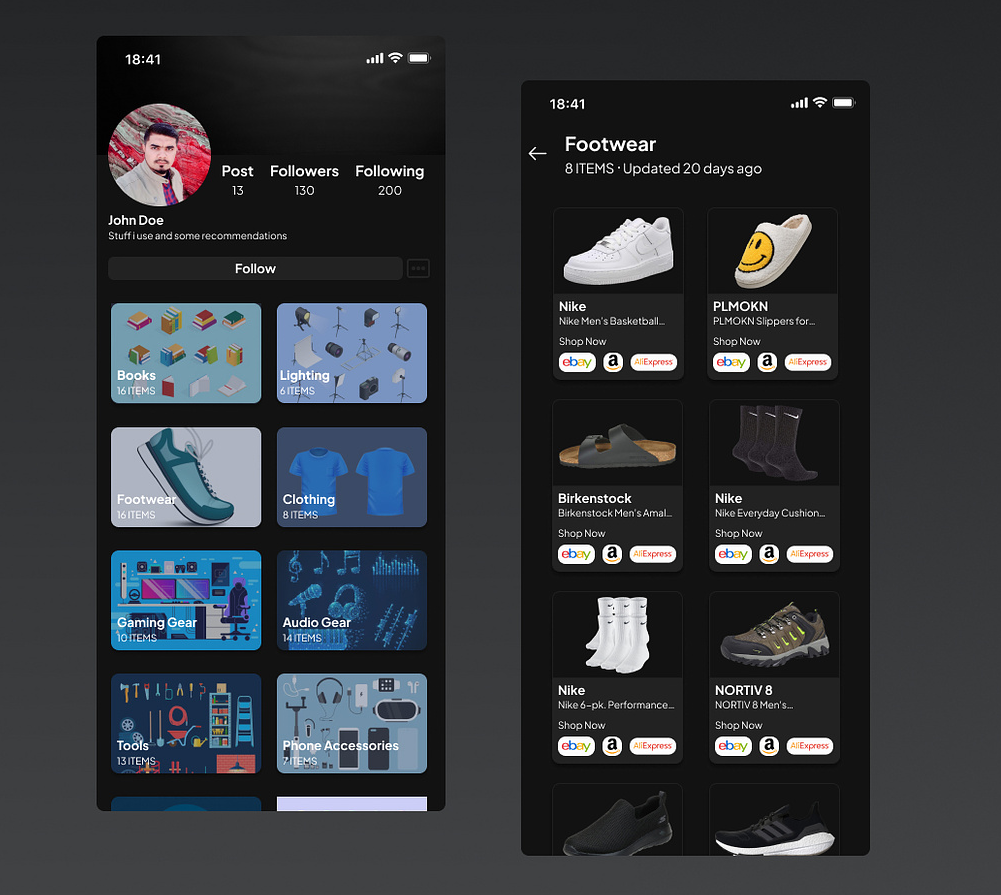 18:41
Post Followers Following
13 130 200
John Doe
Stuff i use and some recommendations
Follow
Books
16 ITEMS
Lighting
6 ITEMS
Footwear
16 ITEMS
Clothing
8 ITEMS
Gaming Gear
10 ITEMS
Audio Gear
14 ITEMS
Tools
13 ITEMS
Phone Accessories
7 ITEMS
18:41
Footwear
8 ITEMS · Updated 20 days ago
Nike
Nike Men's Basketball...
Shop Now
ebay a AliExpress
PLMOKN
PLMOKN Slippers for...
Shop Now
ebay a AliExpress
Birkenstock
Birkenstock Men's Amal...
Shop Now
ebay a AliExpress
Nike
Nike Everyday Cushion...
Shop Now
ebay a AliExpress
Nike
Nike 6-pk. Performance...
Shop Now
ebay a AliExpress
NORTIV 8
NORTIV 8 Men's...
Shop Now
ebay a AliExpress